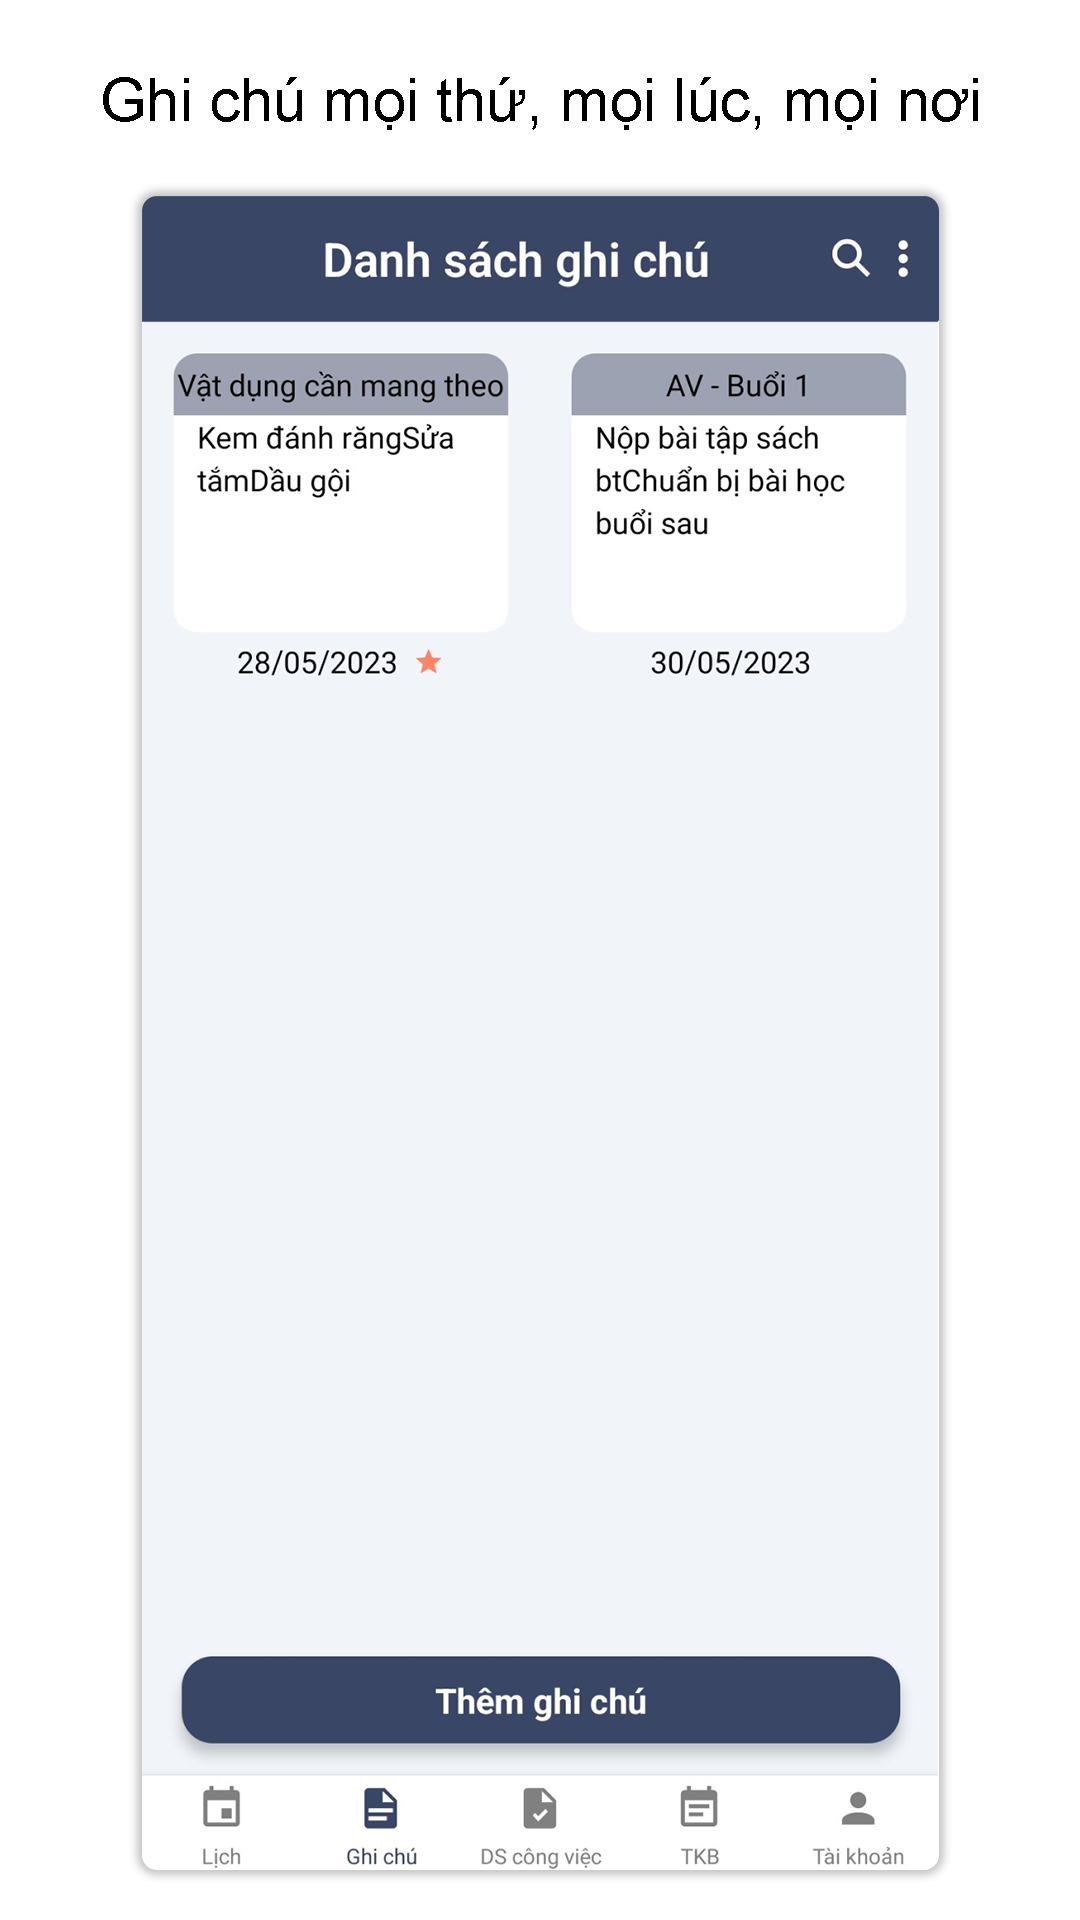 Ghi chú mọi thứ, mọi lúc, mọi nơi
Danh sách ghi chú
Vật dụng cần mang theo
Kem đánh răngSửa
tắmDầu gội
28/05/2023
AV - Buổi 1
Nộp bài tập sách
btChuẩn bị bài học
buổi sau
30/05/2023
Thêm ghi chú
Lịch
Ghi chú
DS công việc
TKB
Tài khoản